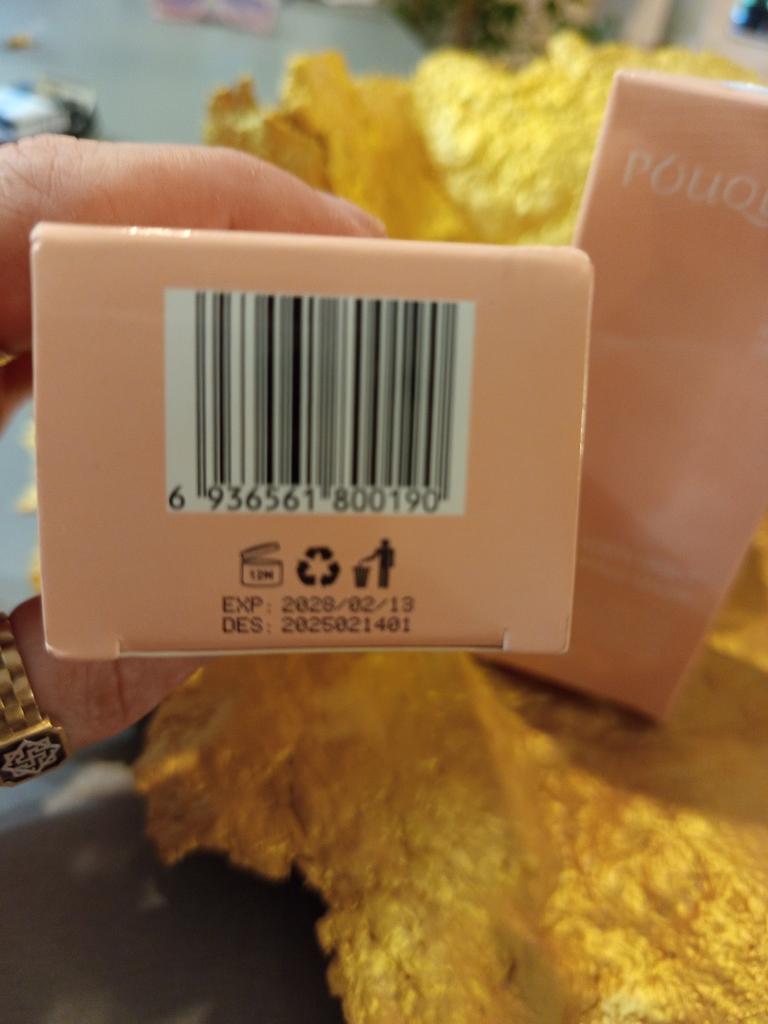 POUQ
6 936561 800190
12M
EXP: 2028/02/13
DES: 2025021401